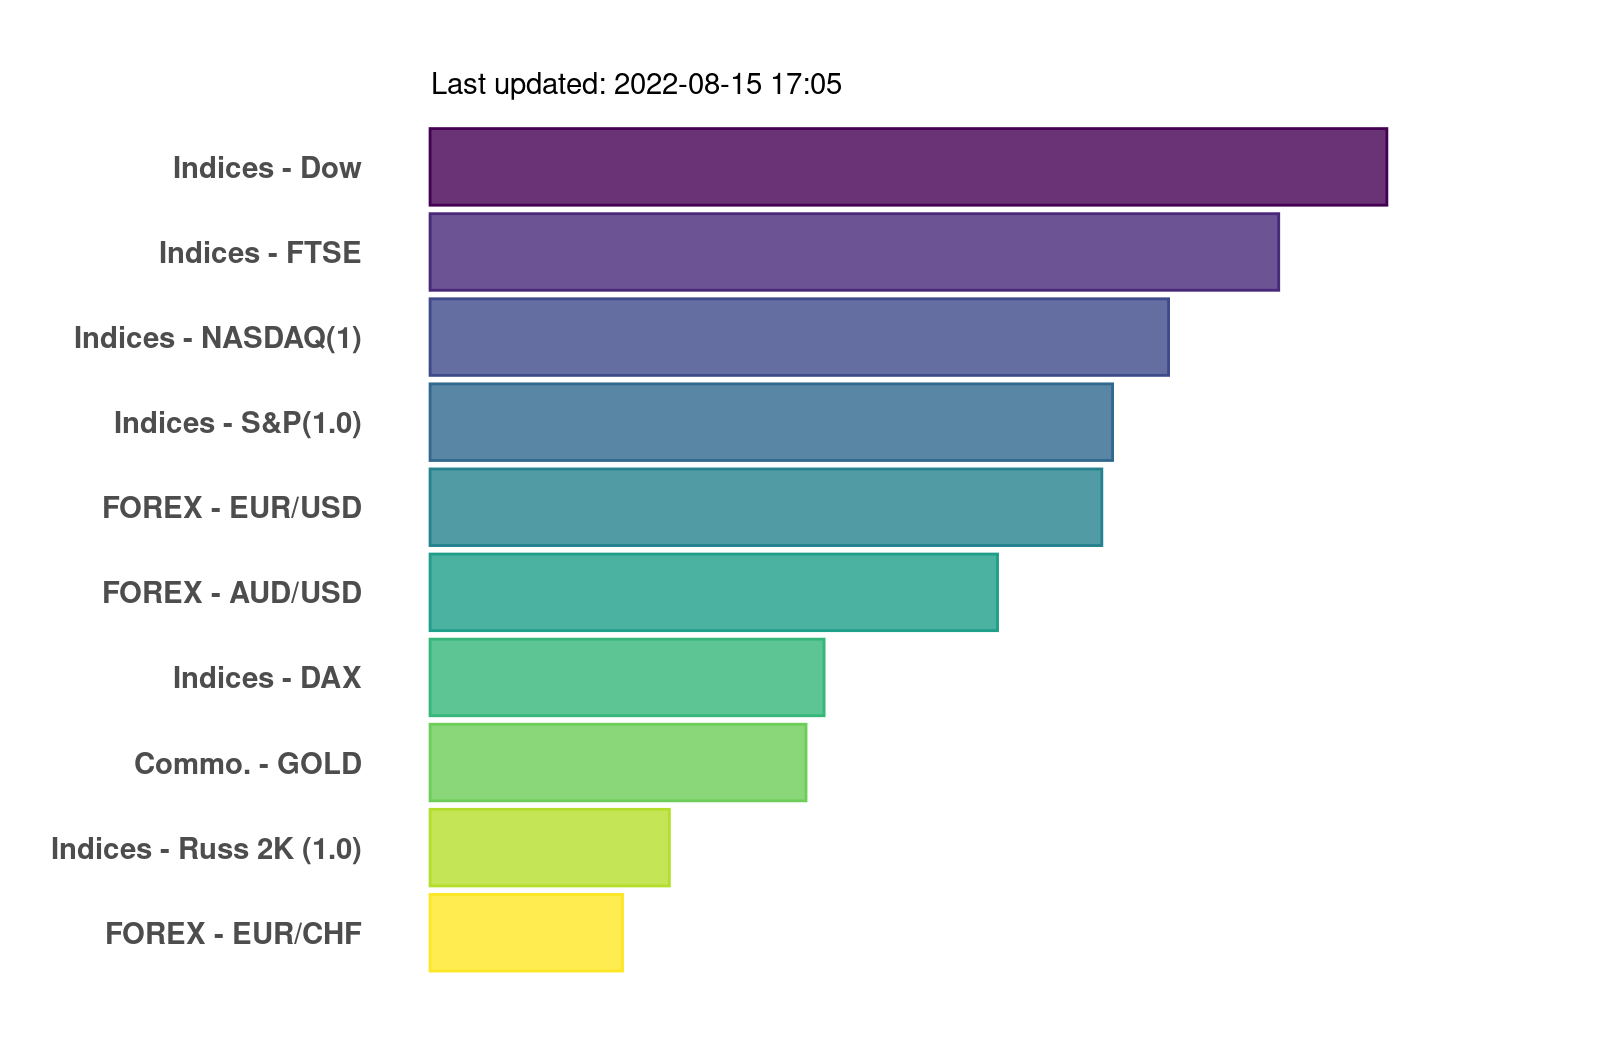 Last updated: 2022-08-15 17:05
Indices - Dow
Indices - FTSE
Indices - NASDAQ(1)
Indices - S&P(1.0)
FOREX - EUR/USD
FOREX - AUD/USD
Indices - DAX
Commo. - GOLD
Indices - Russ 2K (1.0)
FOREX - EUR/CHF